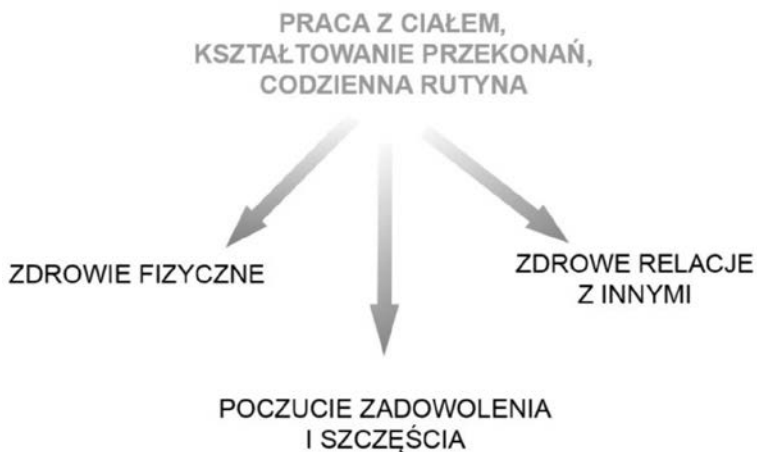 PRACA Z CIAŁEM,
KSZTAŁTOWANIE PRZEKONAŃ,
CODZIENNA RUTYNA
ZDROWIE FIZYCZNE
ZDROWE RELACJE
Z INNYMI
POCZUCIE ZADOWOLENIA
I SZCZĘŚCIA